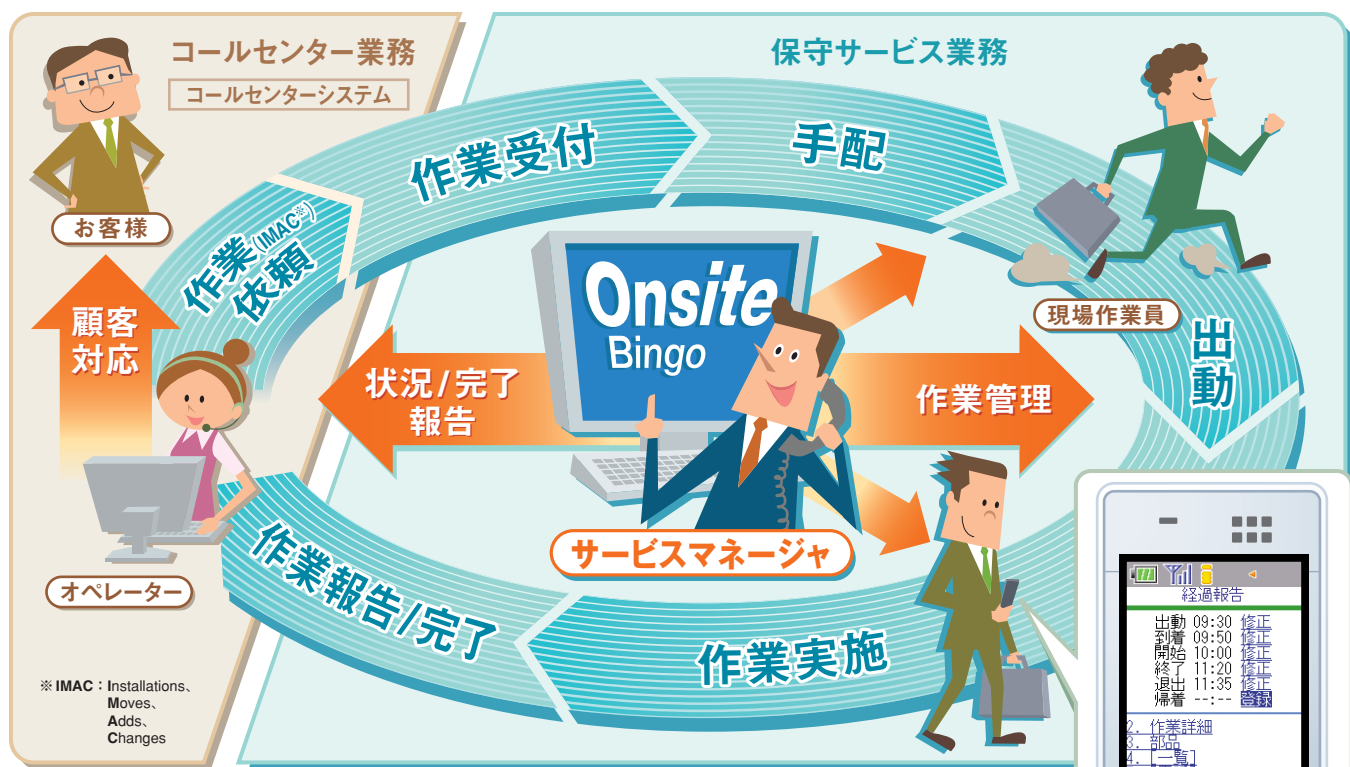 コールセンター業務
コールセンターシステム
保守サービス業務
お客様
顧客
対応
オペレーター
作業(IMAC※)
依頼
作業受付
手配
出動
現場作業員
Onsite
Bingo
状況/完了
報告
作業管理
サービスマネージャ
作業実施
作業報告/完了
※IMAC：Installations、
Moves、
Adds、
Changes
経過報告
出動 09:30 修正
到着 09:50 修正
開始 10:00 修正
終了 11:20 修正
退出 11:35 修正
帰着 --:-- 登録
2. 作業詳細
3. 部品
4. [一覧]